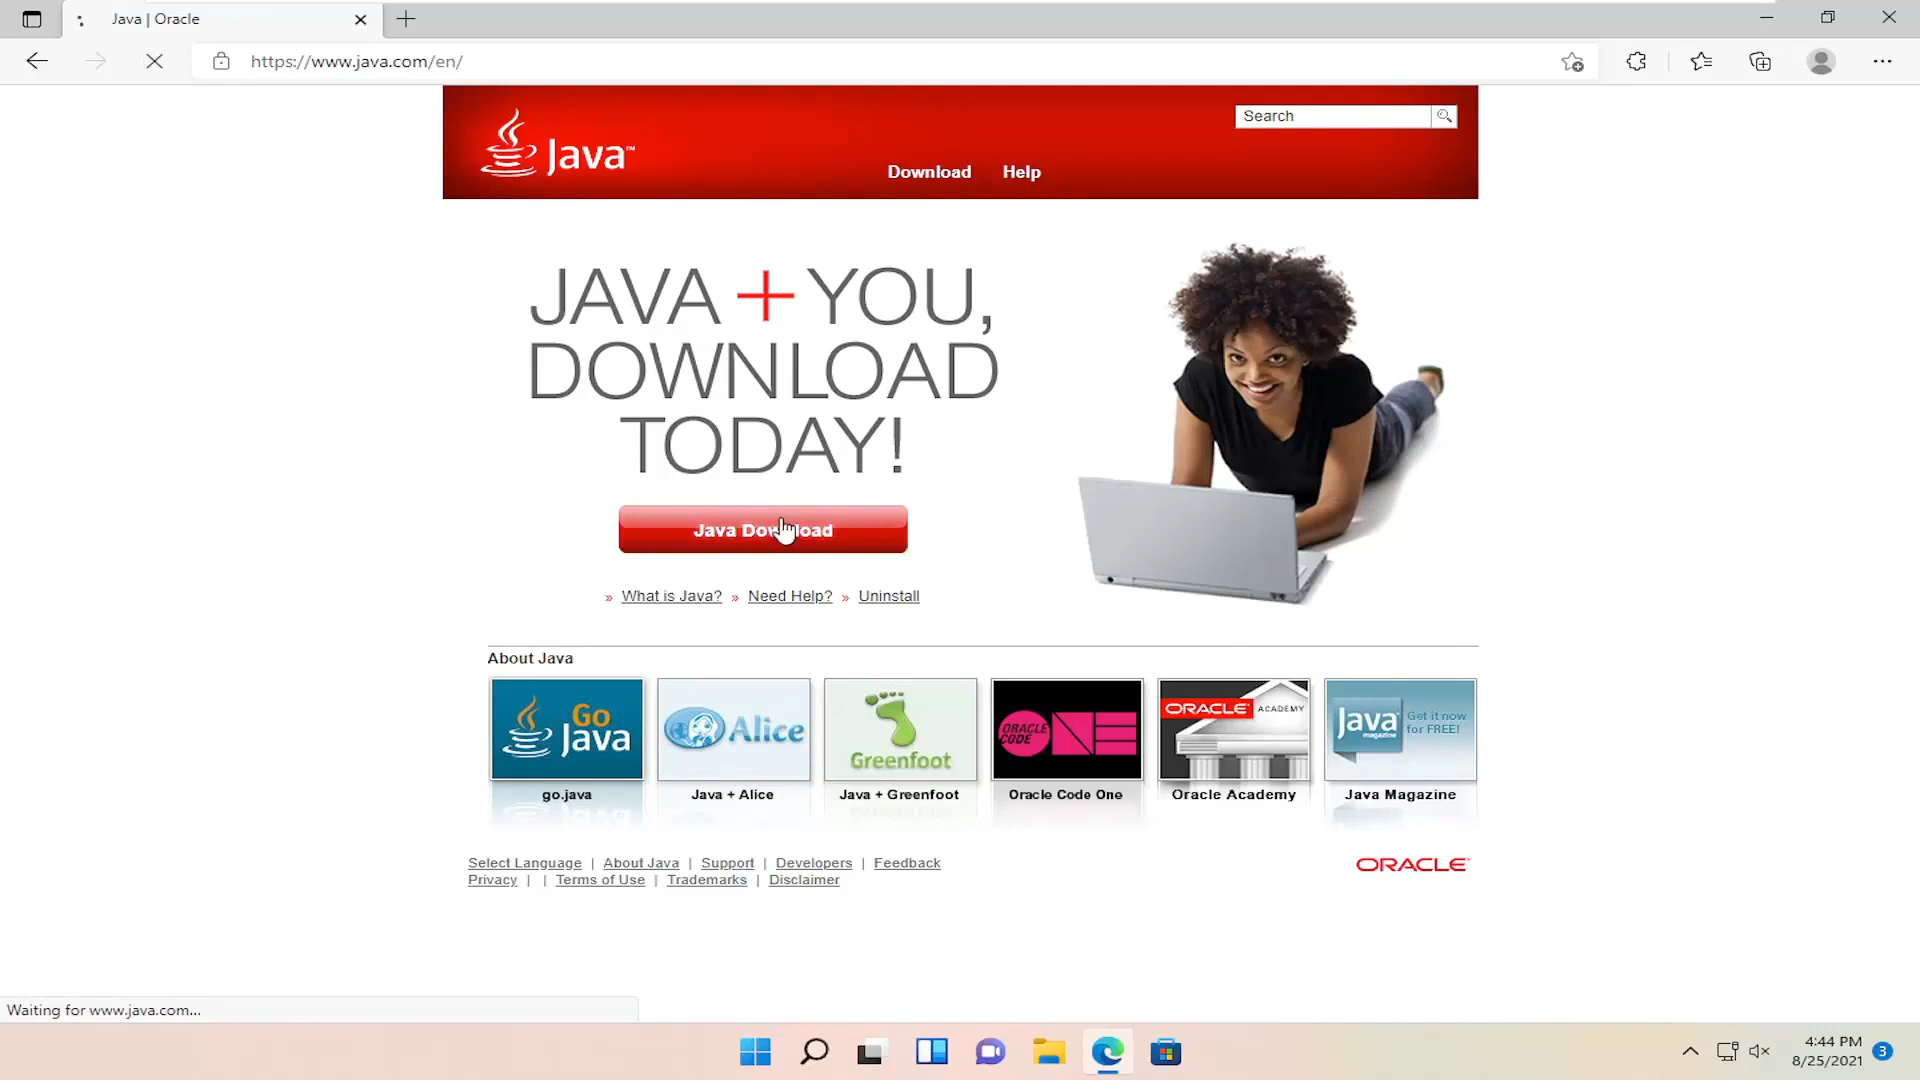 Java | Oracle
https://www.java.com/en/
Java™
Search
Download Help
JAVA + YOU,
DOWNLOAD
TODAY!
Java Download
» What is Java? » Need Help? » Uninstall
About Java
Go Java
Alice
Greenfoot
ORACLE CODE ONE
ORACLE ACADEMY
Java magazine Get it now for FREE!
go.java
Java + Alice
Java + Greenfoot
Oracle Code One
Oracle Academy
Java Magazine
Select Language | About Java | Support | Developers | Feedback
Privacy | | Terms of Use | Trademarks | Disclaimer
ORACLE
Waiting for www.java.com...
4:44 PM
8/25/2021
3